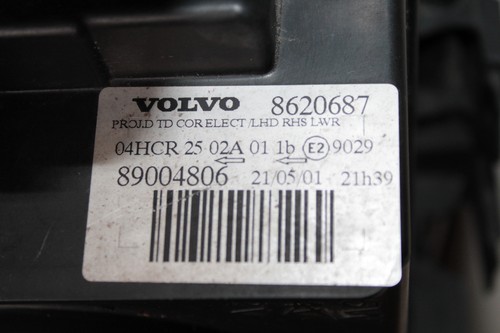 VOLVO 8620687
PROJ.D TD COR ELECT /LHD RHS LWR
04HCR 25 02A 01 1b E2 9029
89004806 21/05/01 21h39